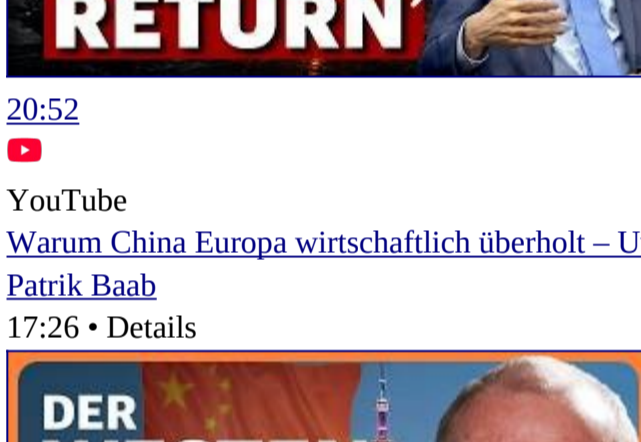 RETURN’
20:52
YouTube
Warum China Europa wirtschaftlich überholt –
Patrik Baab
17:26 • Details
DER